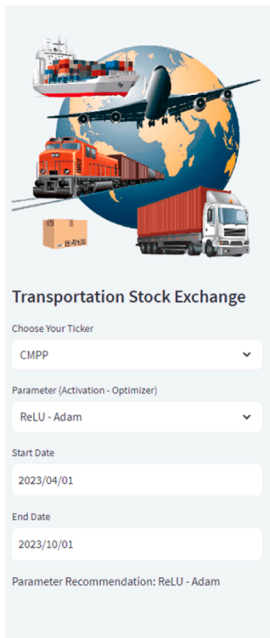 Transportation Stock Exchange
Choose Your Ticker
CMPP
Parameter (Activation - Optimizer)
ReLU - Adam
Start Date
2023/04/01
End Date
2023/10/01
Parameter Recommendation: ReLU - Adam